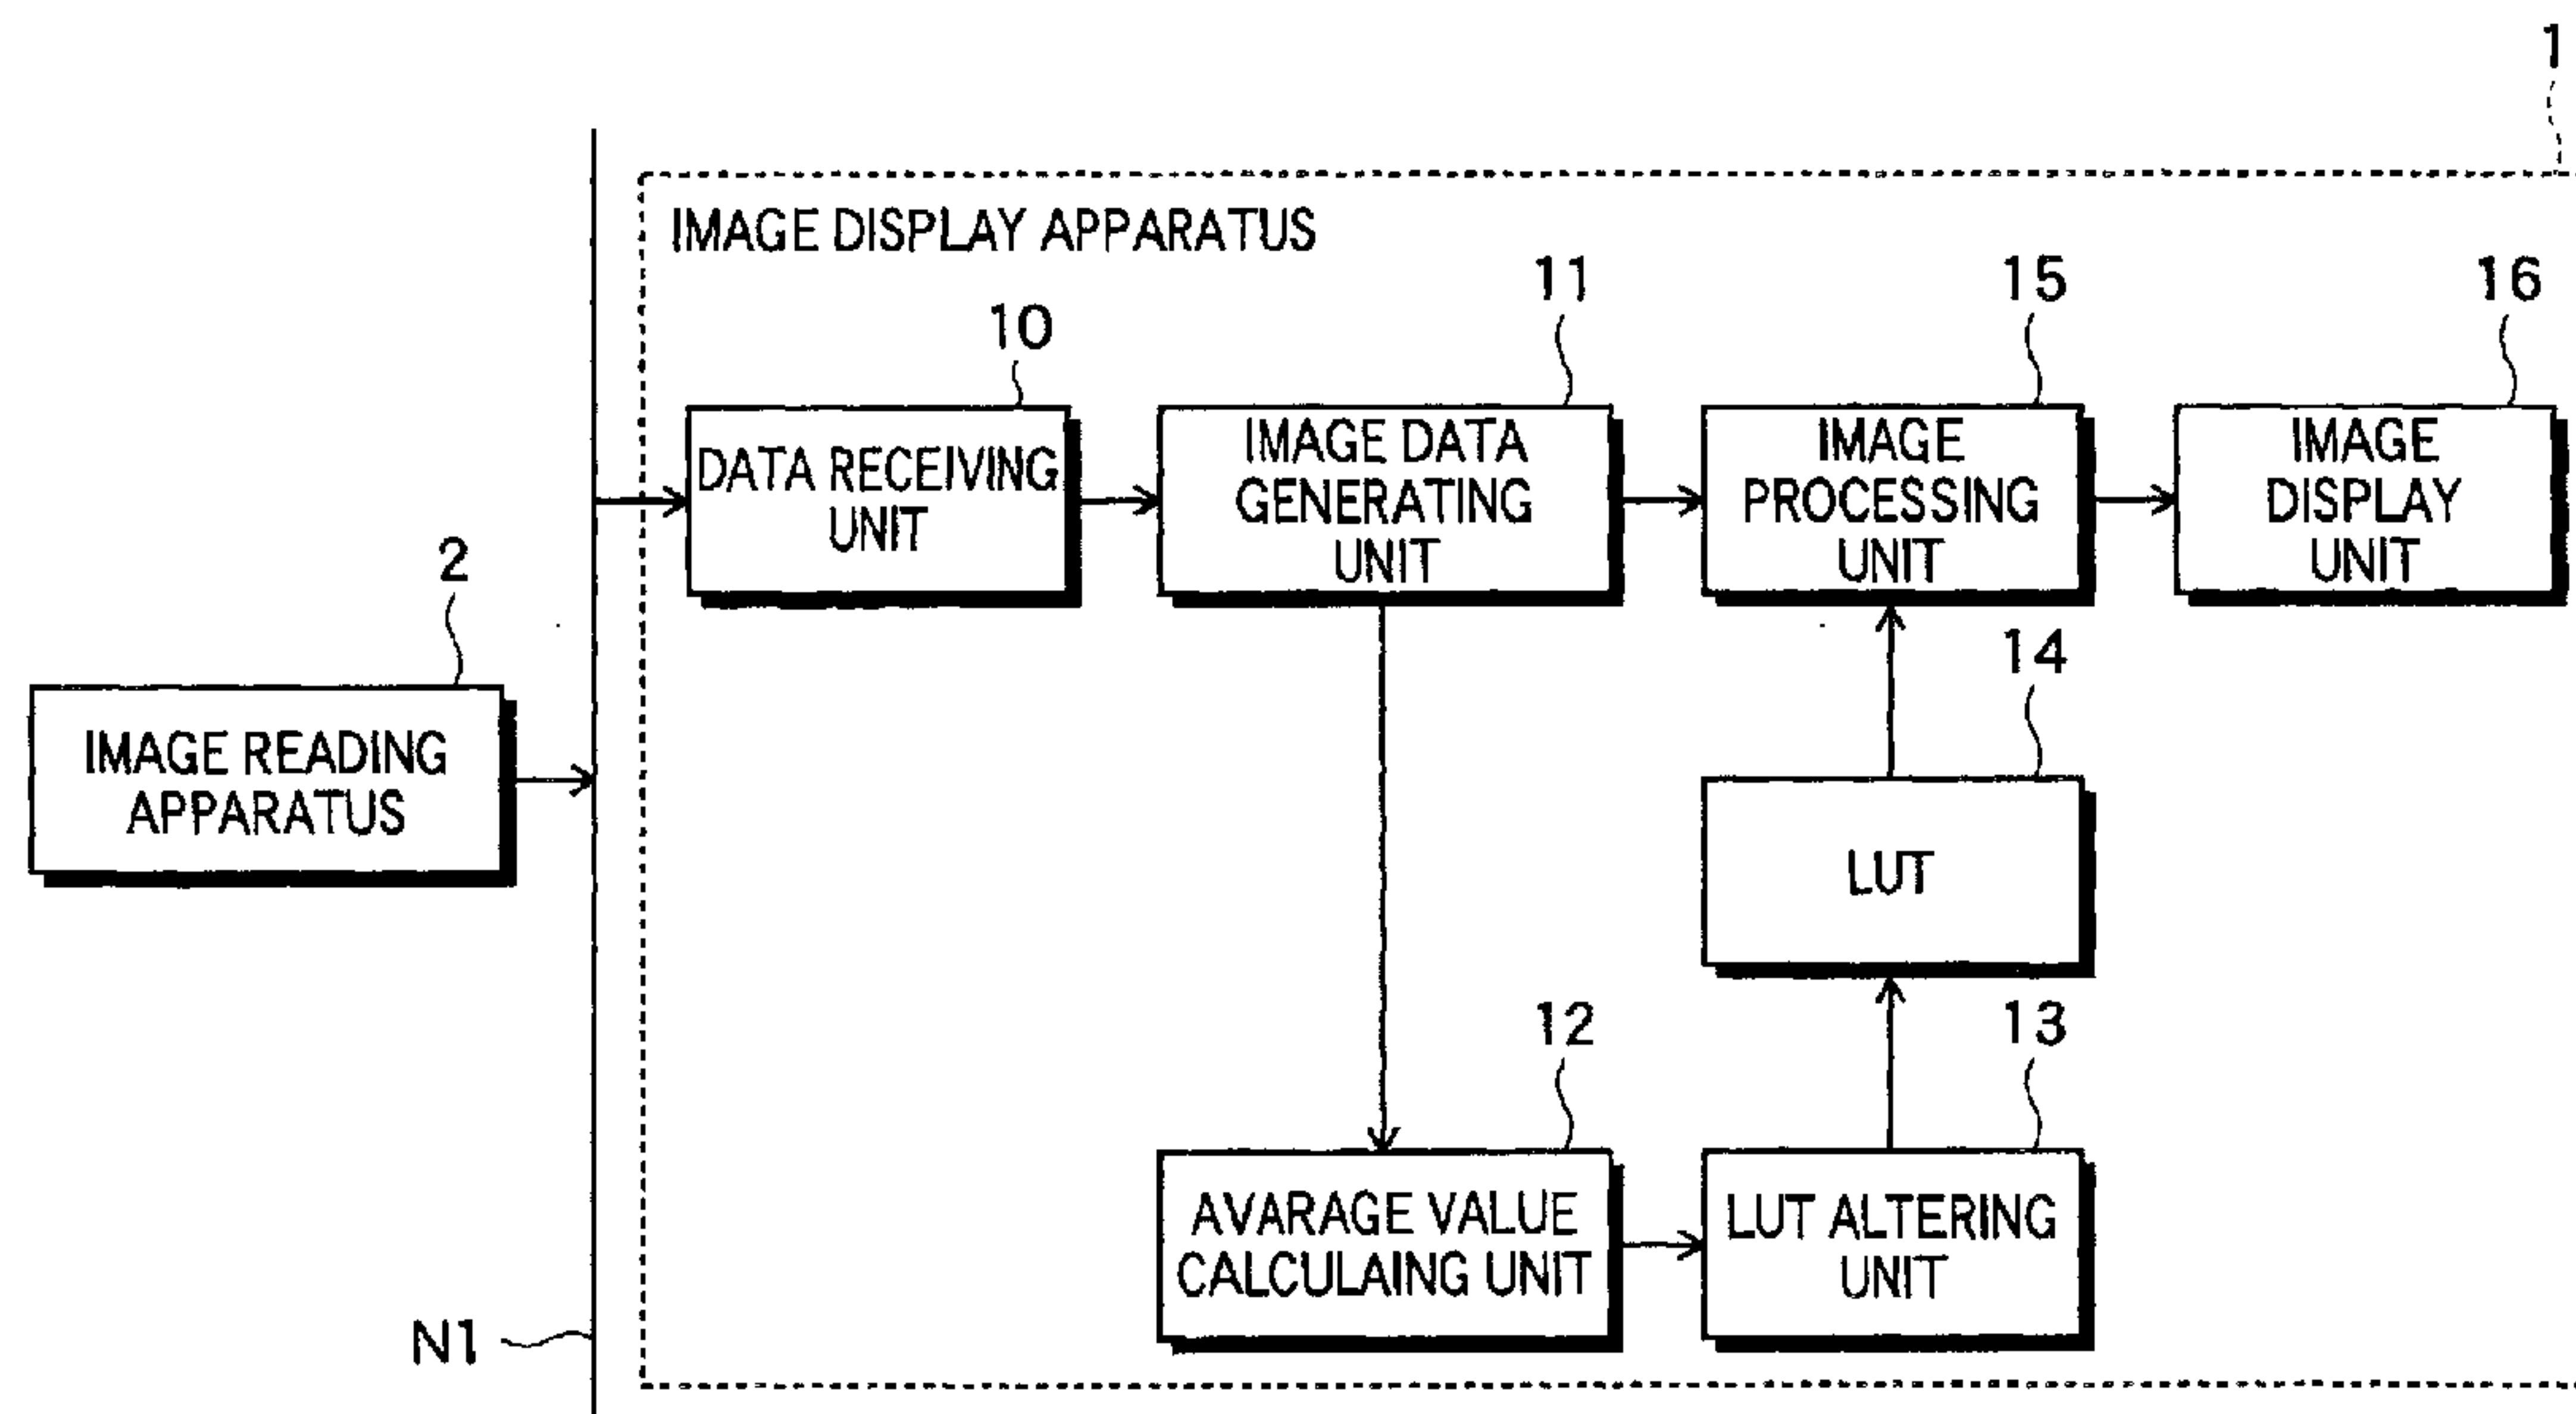 1
IMAGE DISPLAY APPARATUS
11
15
16
10
DATA RECEIVING
UNIT
IMAGE DATA
GENERATING
UNIT
IMAGE
PROCESSING
UNIT
IMAGE
DISPLAY
UNIT
2
14
IMAGE READING
APPARATUS
LUT
12
13
AVARAGE VALUE
CALCULAING UNIT
LUT ALTERING
UNIT
N1